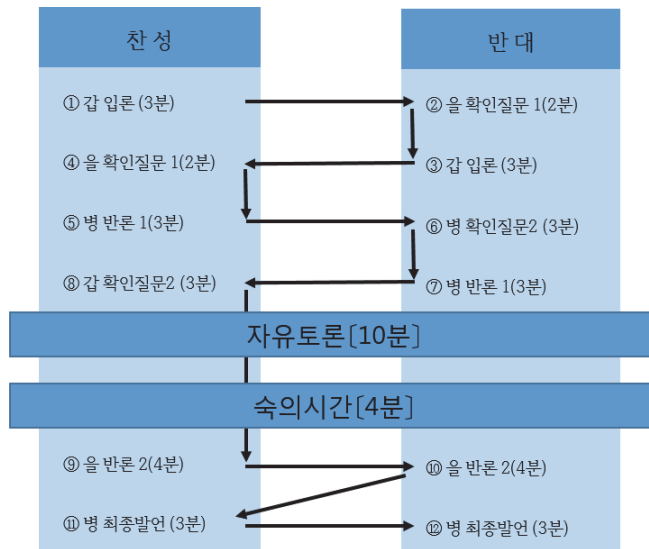 찬 성
반 대
① 갑 입론 (3분)
② 을 확인질문 1(2분)
③ 갑 입론 (3분)
④ 을 확인질문 1(2분)
⑤ 병 반론 1(3분)
⑥ 병 확인질문2 (3분)
⑦ 병 반론 1(3분)
⑧ 갑 확인질문2 (3분)
자유토론〔10분〕
숙의시간〔4분〕
⑨ 을 반론 2(4분)
⑩ 을 반론 2(4분)
⑪ 병 최종발언 (3분)
⑫ 병 최종발언 (3분)